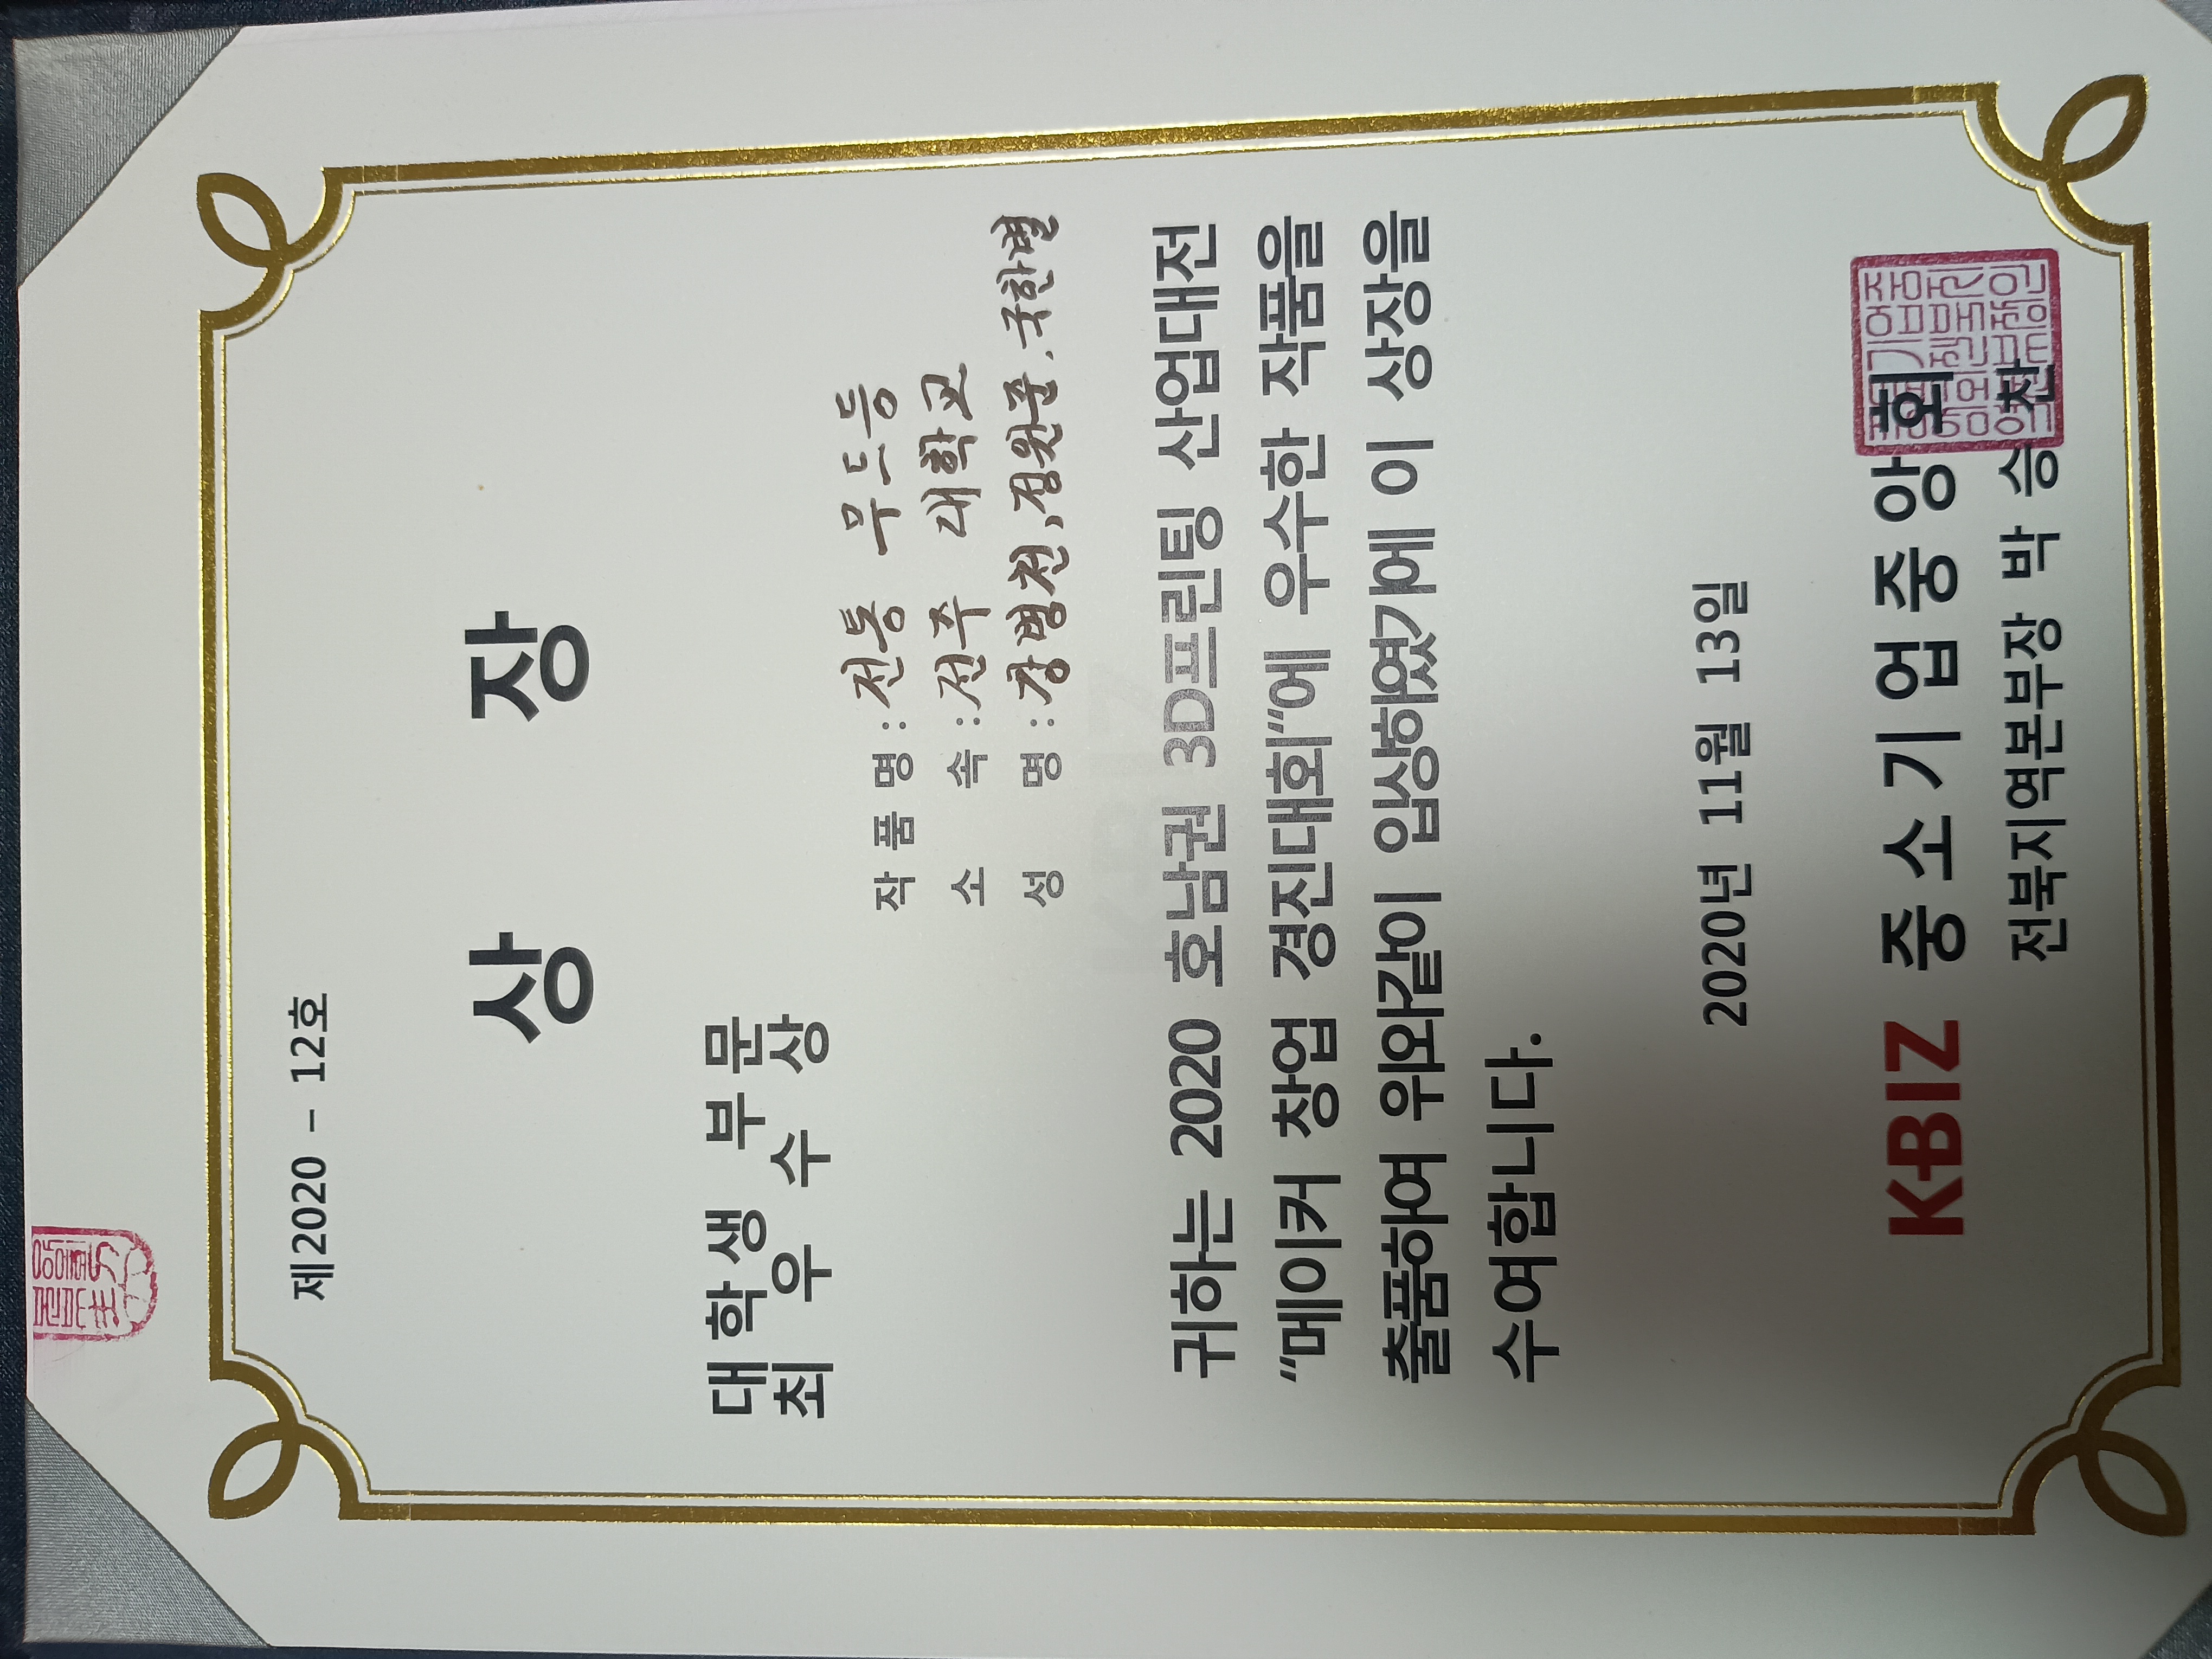 제2020 – 12호
상 장
대학생 부문
최 우 수 상
작 품 명 : 전통 무드등
소 속 : 전주 대학교
성 명 : 강병천, 정원준, 국한별
귀하는 2020 호남권 3D프린팅 산업대전
“메이커 창업 경진대회“에 우수한 작품을
출품하여 위와같이 입상하였기에 이 상장을
수여합니다.
2020년 11월 13일
KBIZ 중소기업중앙회
전북지역본부장 박 승 찬